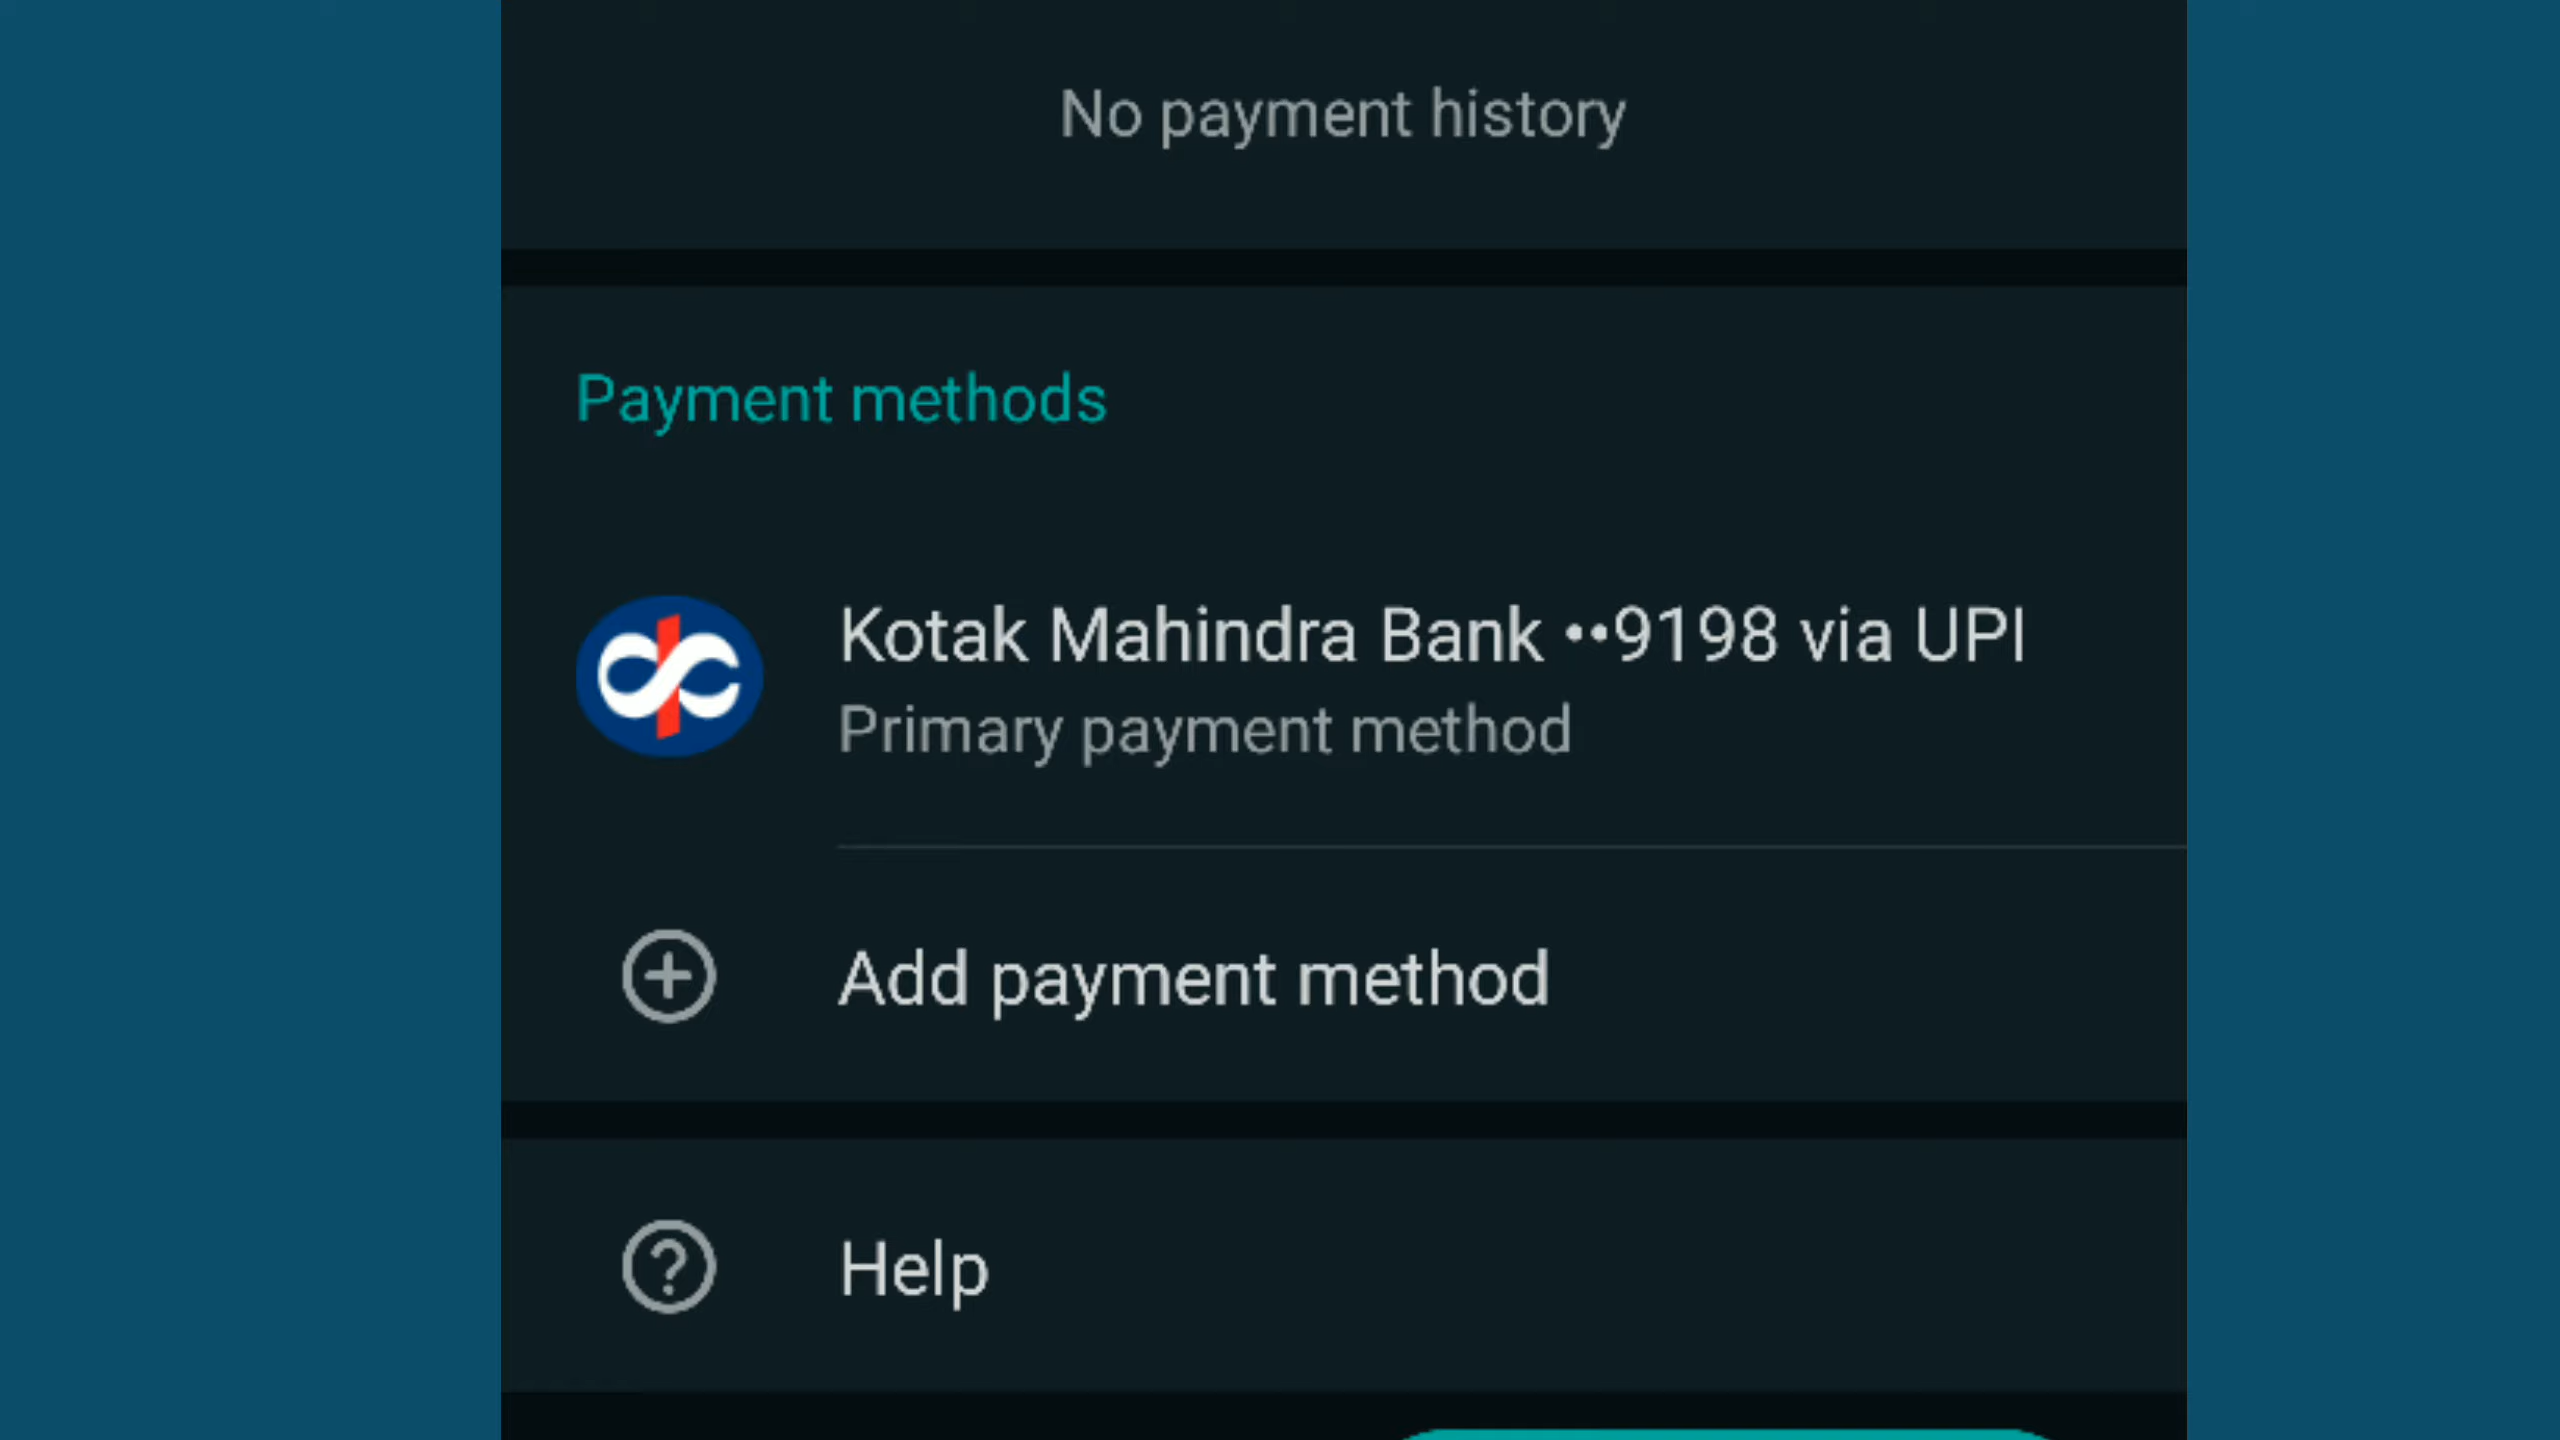 No payment history
Payment methods
Kotak Mahindra Bank ••9198 via UPI
Primary payment method
Add payment method
Help